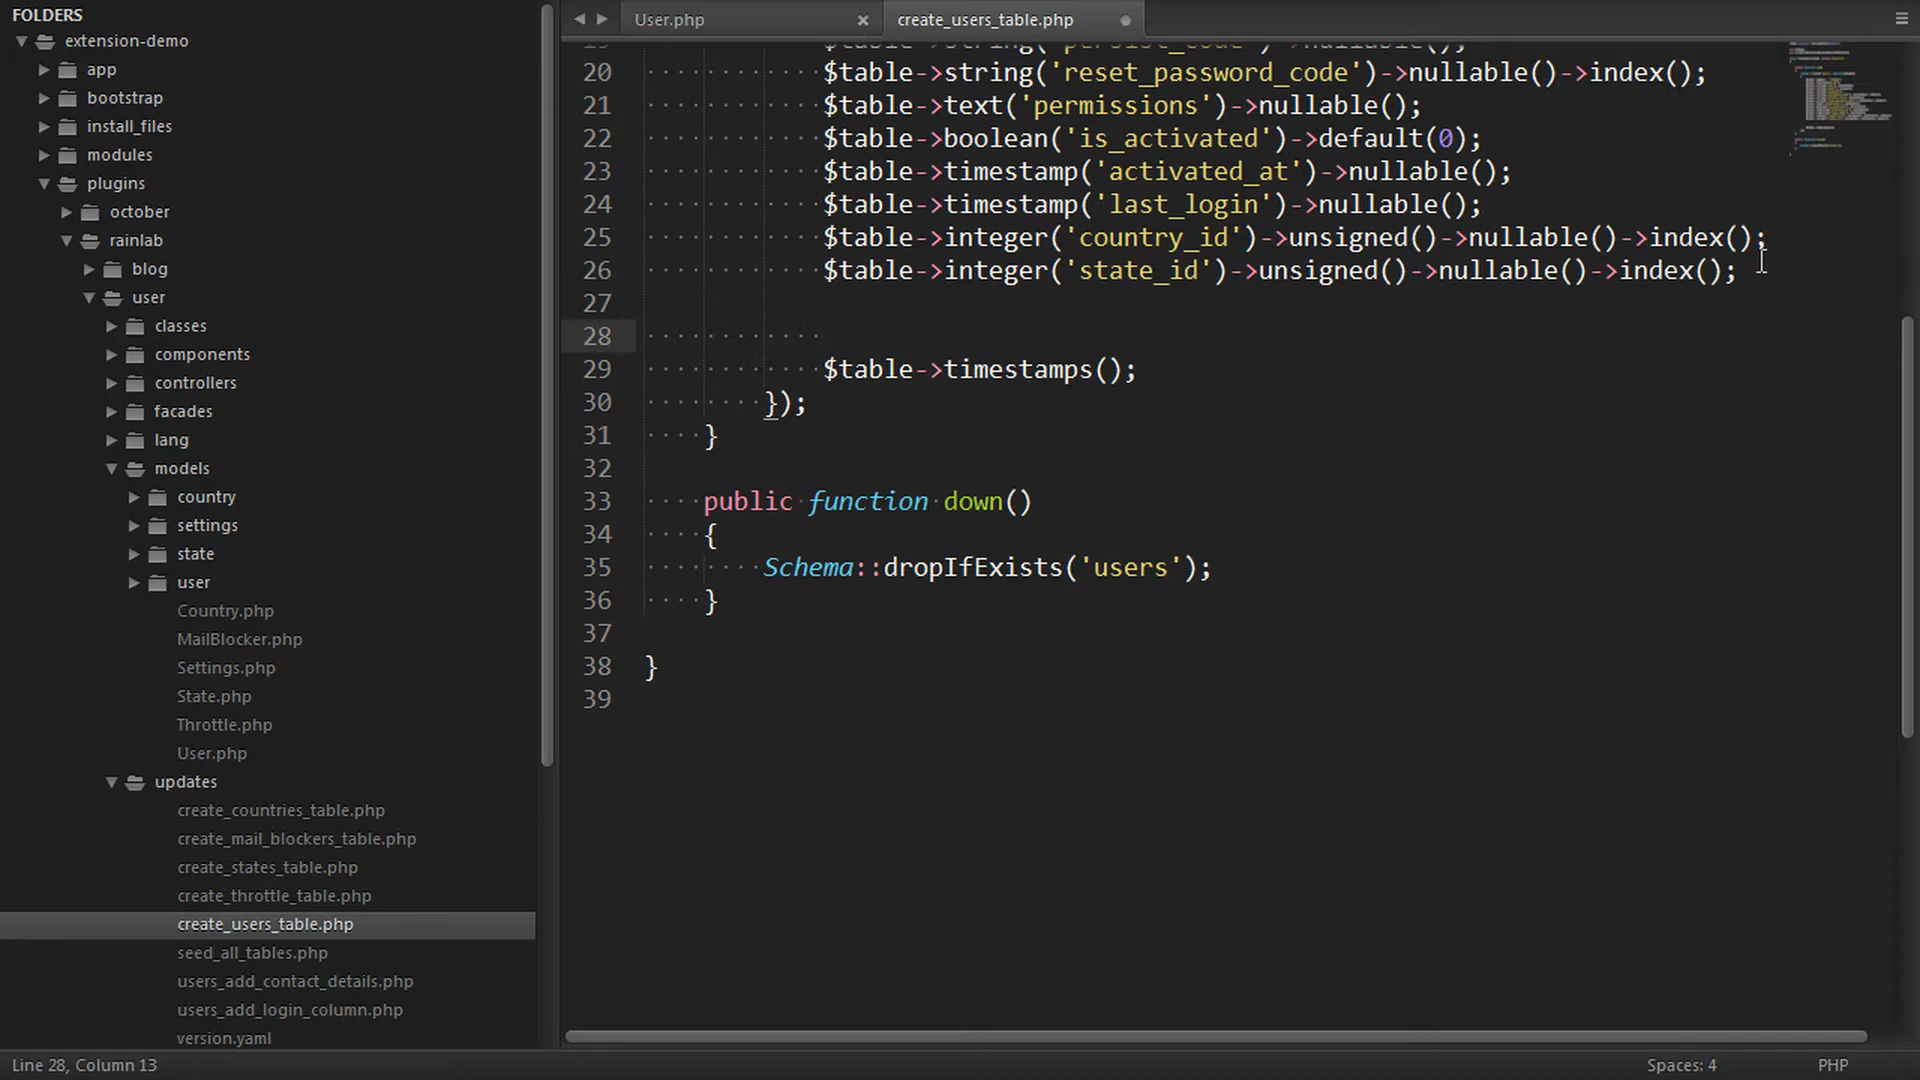 FOLDERS
extension-demo
app
bootstrap
install_files
modules
plugins
october
rainlab
blog
user
classes
components
controllers
facades
lang
models
country
settings
state
user
Country.php
MailBlocker.php
Settings.php
State.php
Throttle.php
User.php
updates
create_countries_table.php
create_mail_blockers_table.php
create_states_table.php
create_throttle_table.php
create_users_table.php
seed_all_tables.php
users_add_contact_details.php
users_add_login_column.php
version.yaml
User.php
create_users_table.php
19 $table->string('persist_code')->nullable();
20 $table->string('reset_password_code')->nullable()->index();
21 $table->text('permissions')->nullable();
22 $table->boolean('is_activated')->default(0);
23 $table->timestamp('activated_at')->nullable();
24 $table->timestamp('last_login')->nullable();
25 $table->integer('country_id')->unsigned()->nullable()->index();
26 $table->integer('state_id')->unsigned()->nullable()->index();
27
28
29 $table->timestamps();
30 });
31 }
32
33 public function down()
34 {
35 Schema::dropIfExists('users');
36 }
37
38 }
39
Line 28, Column 13
Spaces: 4
PHP